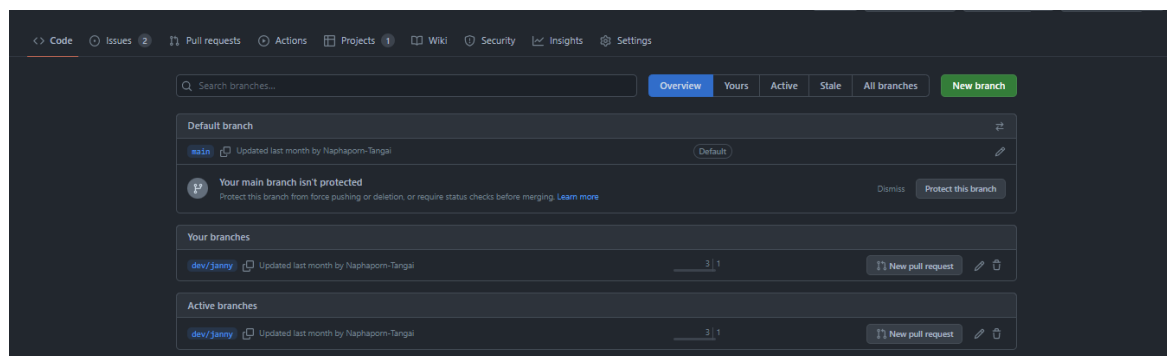 Code Issues 2 Pull requests Actions Projects 1 Wiki Security Insights Settings
Search branches... Overview Yours Active Stale All branches New branch
Default branch
main Updated last month by Naphaporn-Tangai Default
Your main branch isn't protected
Protect this branch from force pushing or deletion, or require status checks before merging. Learn more Dismiss Protect this branch
Your branches
dev/janny Updated last month by Naphaporn-Tangai 3 1 New pull request
Active branches
dev/janny Updated last month by Naphaporn-Tangai 3 1 New pull request